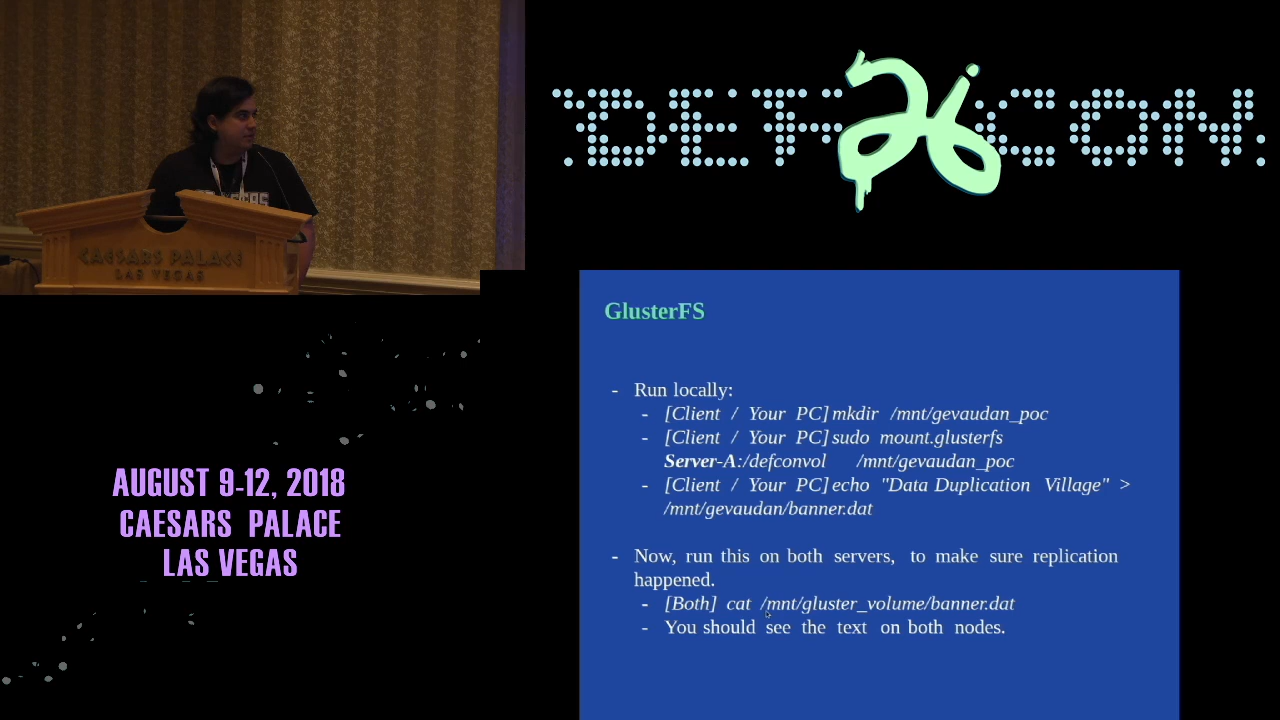 DEF 26 CON
CAESARS PALACE
LAS VEGAS
GlusterFS
- Run locally:
- [Client / Your PC] mkdir /mnt/gevaudan_poc
- [Client / Your PC] sudo mount.glusterfs
Server-A:/defconvol /mnt/gevaudan_poc
- [Client / Your PC] echo "Data Duplication Village" >
/mnt/gevaudan/banner.dat
- Now, run this on both servers, to make sure replication
happened.
- [Both] cat /mnt/gluster_volume/banner.dat
- You should see the text on both nodes.
AUGUST 9-12, 2018
CAESARS PALACE
LAS VEGAS